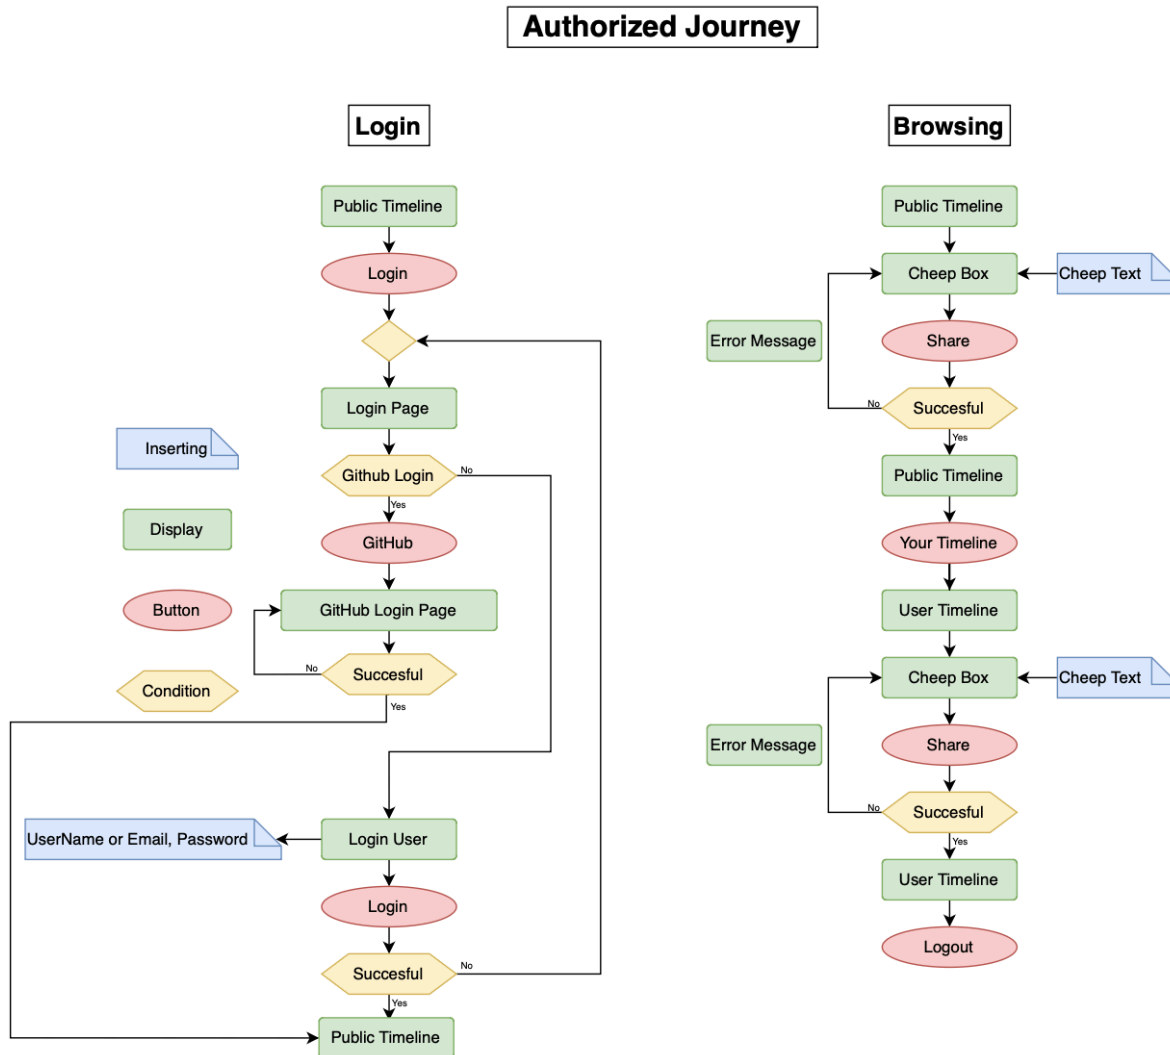 Authorized Journey
Login
Public Timeline
Login
Login Page
Github Login
No
Yes
GitHub
GitHub Login Page
No
Succesful
Yes
UserName or Email, Password
Login User
Login
Succesful
No
Yes
Public Timeline
Inserting
Display
Button
Condition
Browsing
Public Timeline
Cheep Box
Cheep Text
Error Message
Share
No
Succesful
Yes
Public Timeline
Your Timeline
User Timeline
Cheep Box
Cheep Text
Error Message
Share
No
Succesful
Yes
User Timeline
Logout